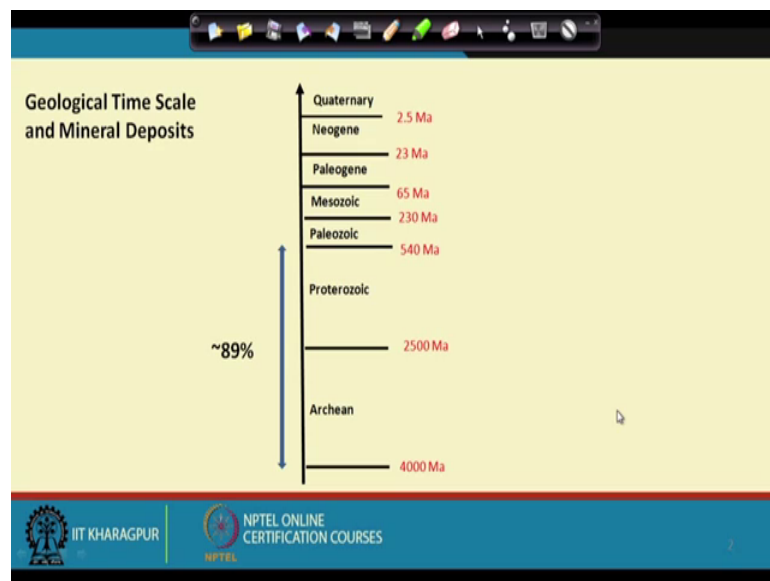 Geological Time Scale
and Mineral Deposits
Quaternary
2.5 Ma
Neogene
23 Ma
Paleogene
65 Ma
Mesozoic
230 Ma
Paleozoic
540 Ma
Proterozoic
~89%
2500 Ma
Archean
4000 Ma
IIT KHARAGPUR
NPTEL
NPTEL ONLINE
CERTIFICATION COURSES
2